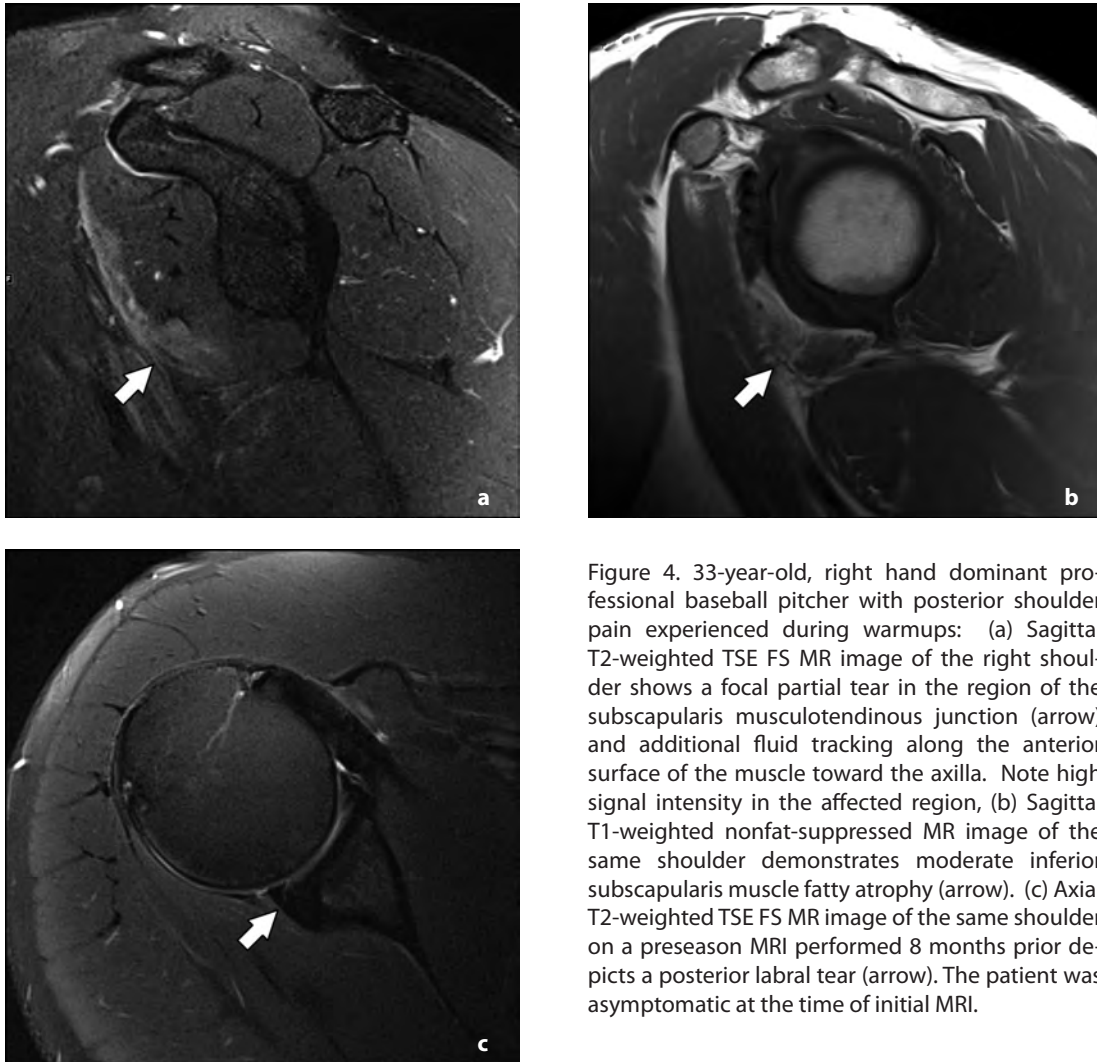 a
b
c
Figure 4. 33-year-old, right hand dominant pro-
fessional baseball pitcher with posterior shoulder
pain experienced during warmups: (a) Sagitta
T2-weighted TSE FS MR image of the right shoul-
der shows a focal partial tear in the region of the
subscapularis musculotendinous junction (arrow)
and additional fluid tracking along the anterior
surface of the muscle toward the axilla. Note high
signal intensity in the affected region, (b) Sagitta
T1-weighted nonfat-suppressed MR image of the
same shoulder demonstrates moderate inferior
subscapularis muscle fatty atrophy (arrow). (c) Axia
T2-weighted TSE FS MR image of the same shoulder
on a preseason MRI performed 8 months prior de-
picts a posterior labral tear (arrow). The patient was
asymptomatic at the time of initial MRI.